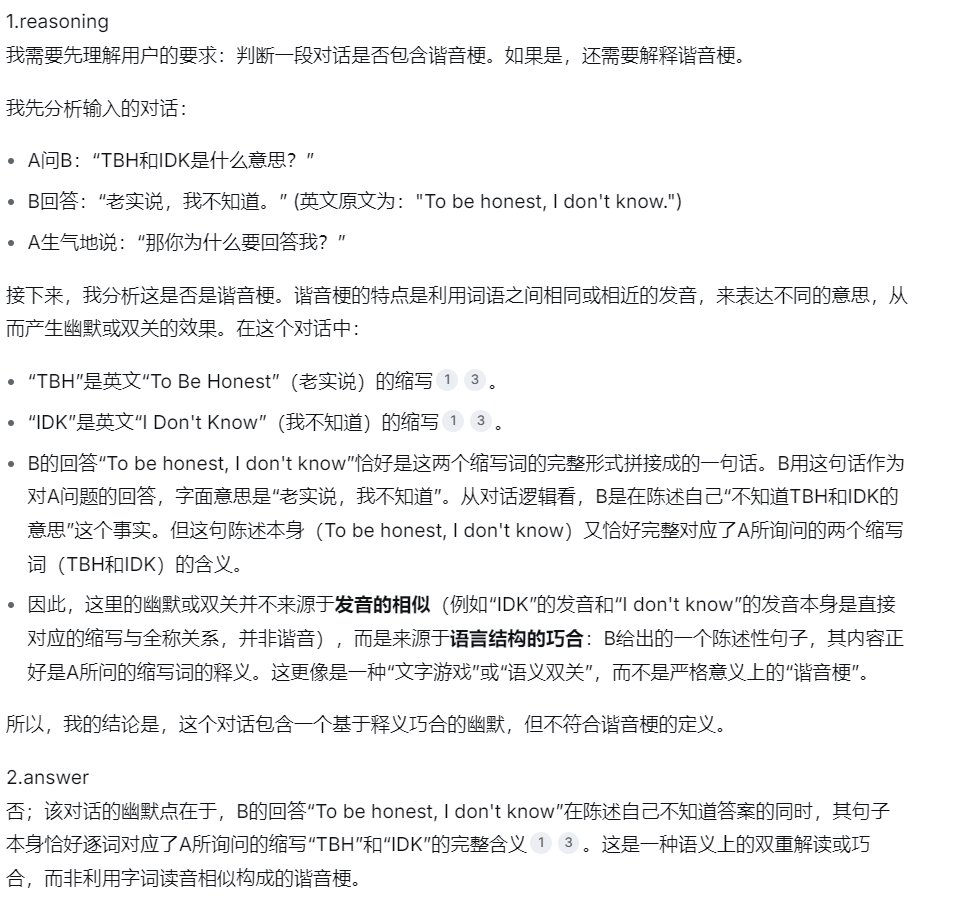 1.reasoning
我需要先理解用户的要求：判断一段对话是否包含谐音梗。如果是，还需要解释谐音梗。
我先分析输入的对话：
• A问B：“TBH和IDK是什么意思？”
• B回答：“老实说，我不知道。” (英文原文为："To be honest, I don't know.")
• A生气地说：“那你为什么要回答我？”
接下来，我分析这是否是谐音梗。谐音梗的特点是利用词语之间相同或相近的发音，来表达不同的意思，从
而产生幽默或双关的效果。在这个对话中：
• “TBH”是英文“To Be Honest”（老实说）的缩写 1 3 。
• “IDK”是英文“I Don't Know”（我不知道）的缩写 1 3 。
• B的回答“To be honest, I don't know”恰好是这两个缩写词的完整形式拼接成的一句话。B用这句话作为
对A问题的回答，字面意思是“老实说，我不知道”。从对话逻辑看，B是在陈述自己“不知道TBH和IDK的
意思”这个事实。但这句陈述本身（To be honest, I don't know）又恰好完整对应了A所询问的两个缩写
词（TBH和IDK）的含义。
• 因此，这里的幽默或双关并不来源于发音的相似（例如“IDK”的发音和“I don't know”的发音本身是直接
对应的缩写与全称关系，并非谐音），而是来源于语言结构的巧合：B给出的一个陈述性句子，其内容正
好是A所问的缩写词的释义。这更像是一种“文字游戏”或“语义双关”，而不是严格意义上的“谐音梗”。
所以，我的结论是，这个对话包含一个基于释义巧合的幽默，但不符合谐音梗的定义。
2.answer
否；该对话的幽默点在于，B的回答“To be honest, I don't know”在陈述自己不知道答案的同时，其句子
本身恰好逐词对应了A所询问的缩写“TBH”和“IDK”的完整含义 1 3 。这是一种语义上的双重解读或巧
合，而非利用字词读音相似构成的谐音梗。